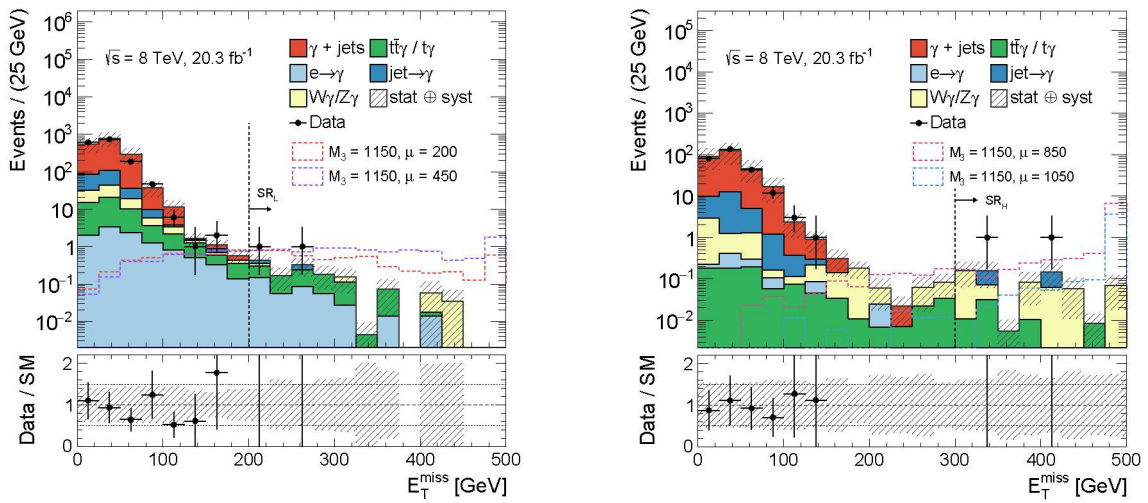 Events / (25 GeV)
10⁶
10⁵
10⁴
10³
10²
10
1
10⁻¹
10⁻²
√s = 8 TeV, 20.3 fb⁻¹
γ + jets
tt̄γ / tγ
e→γ
jet→γ
Wγ/Zγ
stat ⊕ syst
Data
M₃ = 1150, μ = 200
M₃ = 1150, μ = 450
SR_L
Data / SM
2
1
0
0 100 200 300 400 500
E_T^miss [GeV]
Events / (25 GeV)
10⁵
10⁴
10³
10²
10
1
10⁻¹
10⁻²
√s = 8 TeV, 20.3 fb⁻¹
γ + jets
tt̄γ / tγ
e→γ
jet→γ
Wγ/Zγ
stat ⊕ syst
Data
M₃ = 1150, μ = 850
M₃ = 1150, μ = 1050
SR_H
Data / SM
2
1
0
0 100 200 300 400 500
E_T^miss [GeV]